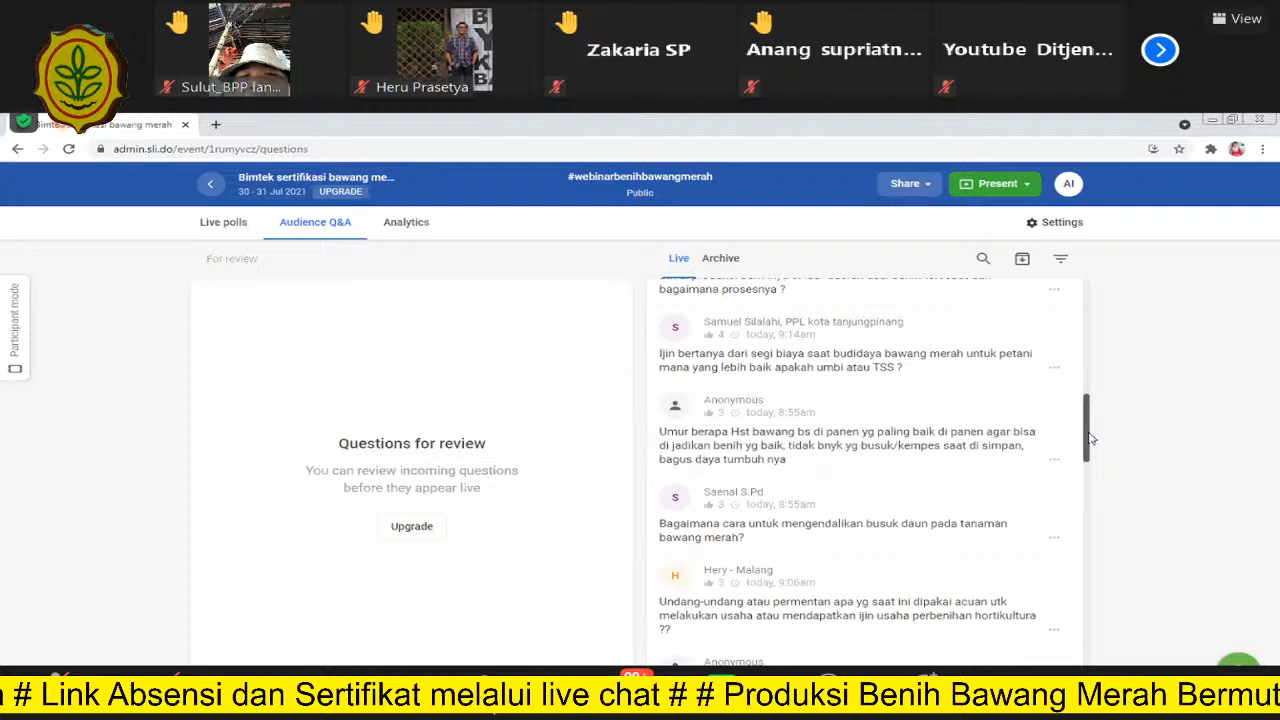 View
Sulut_BPP lan...
Heru Prasetya
Zakaria SP
Anang supriatn...
Youtube Ditjen...
bawang merah
admin.sli.do/event/1rumyvcz/questions
Bimtek sertifikasi bawang me...
30 - 31 Jul 2021 UPGRADE
#webinarbenihbawangmerah
Public
Share
Present
AI
Live polls
Audience Q&A
Analytics
Settings
Participant mode
For review
Live
Archive
Questions for review
You can review incoming questions
before they appear live
Upgrade
bagaimana prosesnya ?
S
Samuel Silalahi, PPL kota tanjungpinang
4 today, 9:14am
Ijin bertanya dari segi biaya saat budidaya bawang merah untuk petani
mana yang lebih baik apakah umbi atau TSS ?
Anonymous
3 today, 8:55am
Umur berapa Hst bawang bs di panen yg paling baik di panen agar bisa
di jadikan benih yg baik, tidak bnyk yg busuk/kempes saat di simpan,
bagus daya tumbuh nya
S
Saenal S.Pd
3 today, 8:55am
Bagaimana cara untuk mengendalikan busuk daun pada tanaman
bawang merah?
H
Hery - Malang
3 today, 9:06am
Undang-undang atau permentan apa yg saat ini dipakai acuan utk
melakukan usaha atau mendapatkan ijin usaha perbenihan hortikultura
??
Anonymous
# Link Absensi dan Sertifikat melalui live chat # # Produksi Benih Bawang Merah Bermut